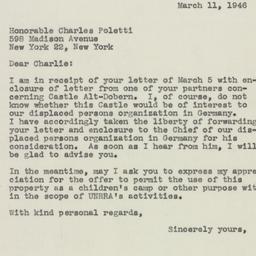 March 11, 1946
Honorable Charles Poletti
598 Madison Avenue
New York 22, New York
Dear Charlie:
I am in receipt of your letter of March 5 with en-
closure of letter from one of your partners con-
cerning Castle Alt-Dobern. I, of course, do not
know whether this Castle would be of interest to
our displaced persons organization in Germany.
I have accordingly taken the liberty of forwarding
your letter and enclosure to the Chief of our dis-
placed persons organization in Germany for his
consideration. As soon as I hear from him, I will
be glad to advise you.
In the meantime, may I ask you to express my appre
ciation for the offer to permit the use of this
property as a children's camp or other purpose wit
in the scope of UNRRA's activities.
With kind personal regards,
Sincerely yours,